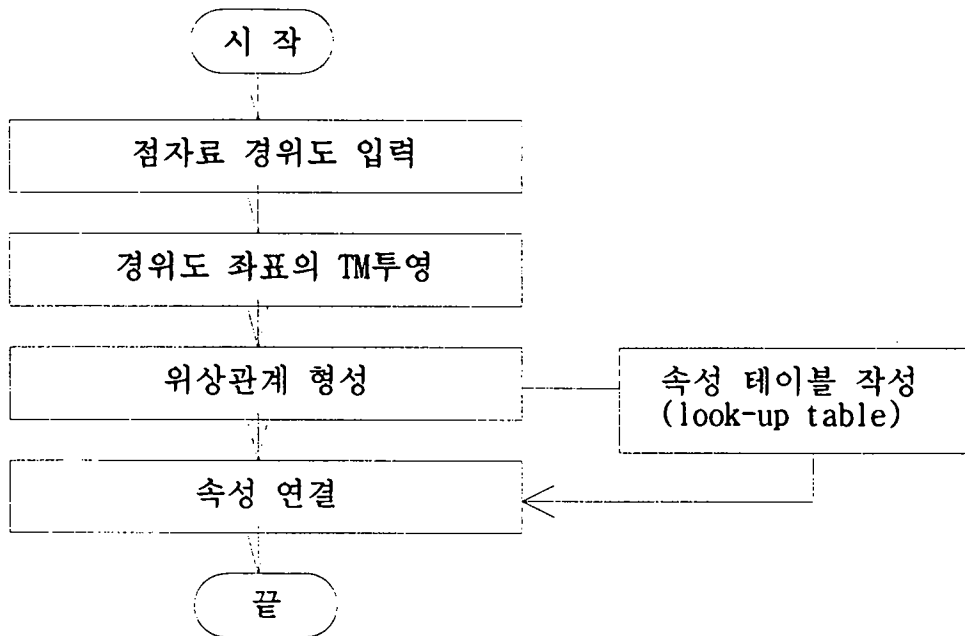 시 작
점자료 경위도 입력
경위도 좌표의 TM투영
위상관계 형성
속성 테이블 작성
(look-up table)
속성 연결
끝